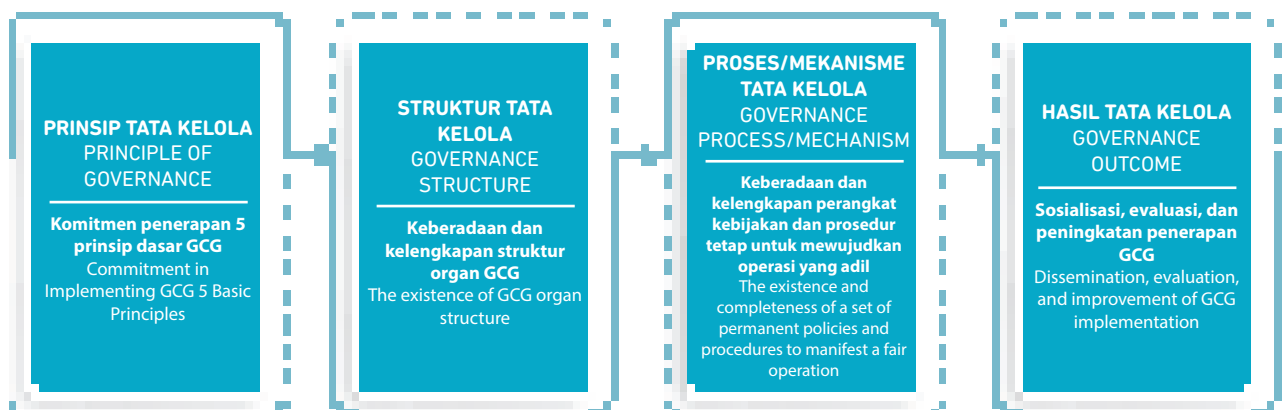 PRINSIP TATA KELOLA
PRINCIPLE OF
GOVERNANCE
Komitmen penerapan 5
prinsip dasar GCG
Commitment in
Implementing GCG 5 Basic
Principles
STRUKTUR TATA
KELOLA
GOVERNANCE
STRUCTURE
Keberadaan dan
kelengkapan struktur
organ GCG
The existence of GCG organ
structure
PROSES/MEKANISME
TATA KELOLA
GOVERNANCE
PROCESS/MECHANISM
Keberadaan dan
kelengkapan perangkat
kebijakan dan prosedur
tetap untuk mewujudkan
operasi yang adil
The existence and
completeness of a set of
permanent policies and
procedures to manifest a fair
operation
HASIL TATA KELOLA
GOVERNANCE
OUTCOME
Sosialisasi, evaluasi, dan
peningkatan penerapan
GCG
Dissemination, evaluation,
and improvement of GCG
implementation